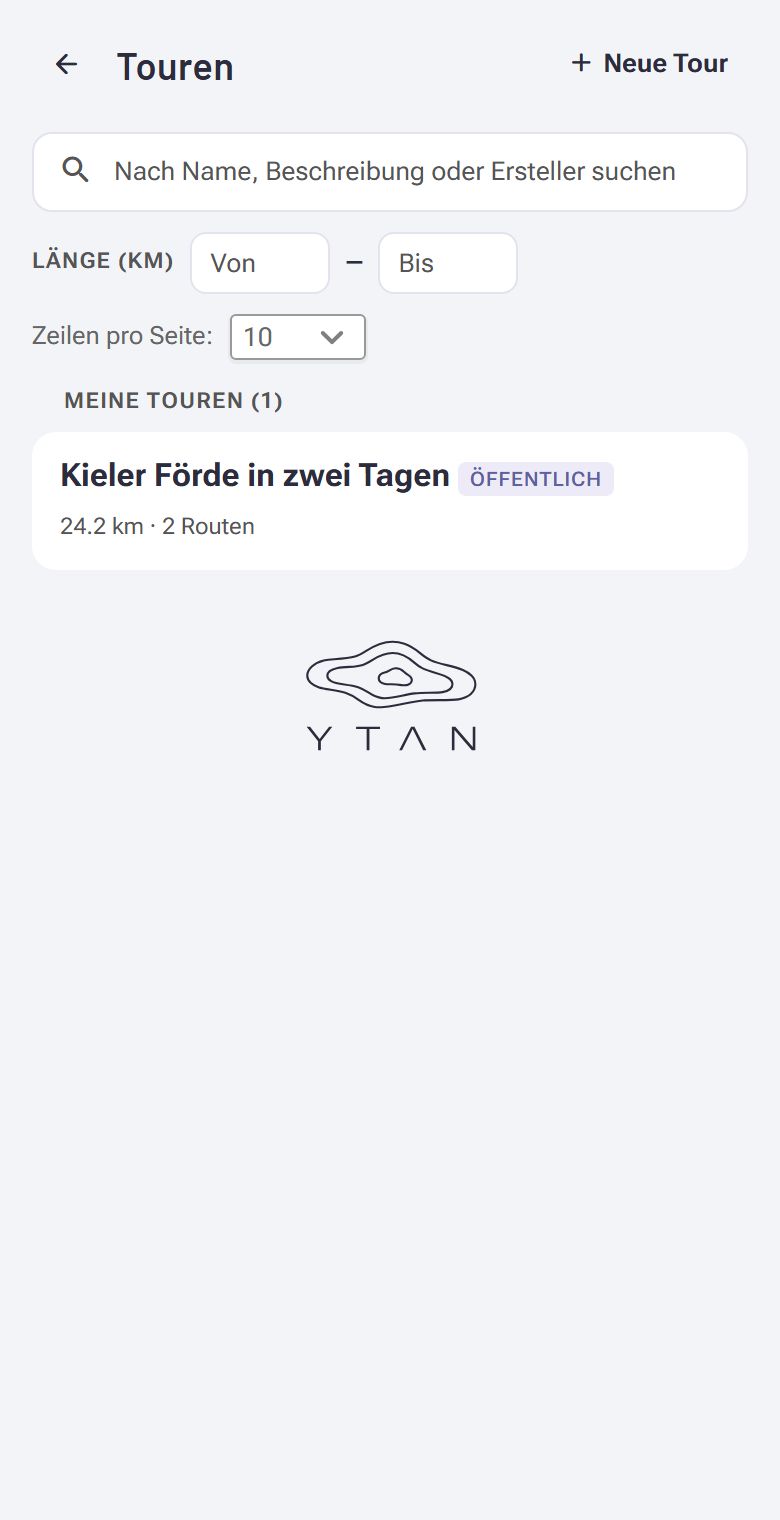 Touren
+ Neue Tour
Nach Name, Beschreibung oder Ersteller suchen
LÄNGE (KM) Von – Bis
Zeilen pro Seite: 10
MEINE TOUREN (1)
Kieler Förde in zwei Tagen ÖFFENTLICH
24.2 km · 2 Routen
YTAN